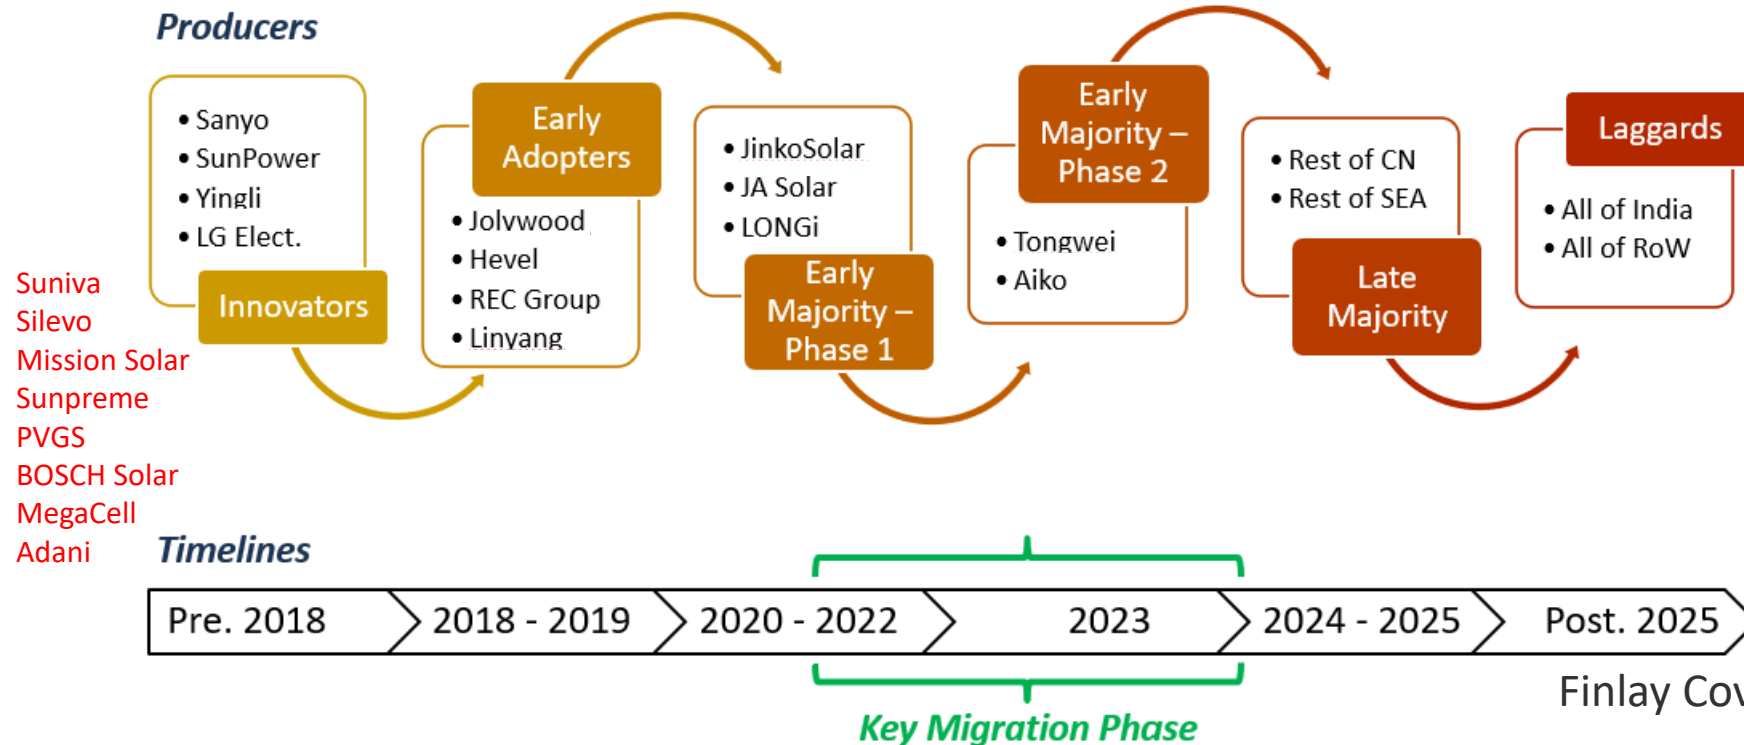 Producers
• Sanyo
• SunPower
• Yingli
• LG Elect.
Innovators
Suniva
Silevo
Mission Solar
Sunpreme
PVGS
BOSCH Solar
MegaCell
Adani
Early
Adopters
• Jolywood
• Hevel
• REC Group
• Linyang
• JinkoSolar
• JA Solar
• LONGi
Early
Majority –
Phase 1
Early
Majority –
Phase 2
• Tongwei
• Aiko
• Rest of CN
• Rest of SEA
Late
Majority
Laggards
• All of India
• All of RoW
Timelines
Pre. 2018
2018 - 2019
2020 - 2022
2023
2024 - 2025
Post. 2025
Key Migration Phase
Finlay Cov